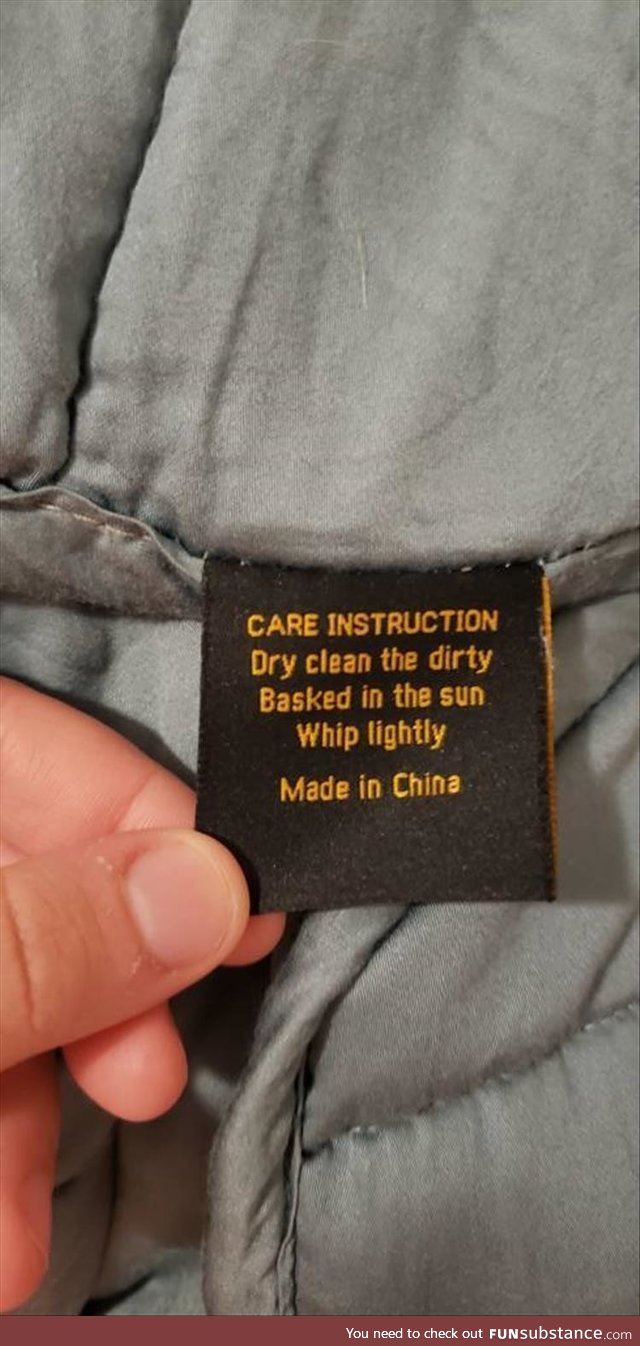 CARE INSTRUCTION
Dry clean the dirty
Basked in the sun
Whip lightly
Made in China
You need to check out FUNsubstance.com